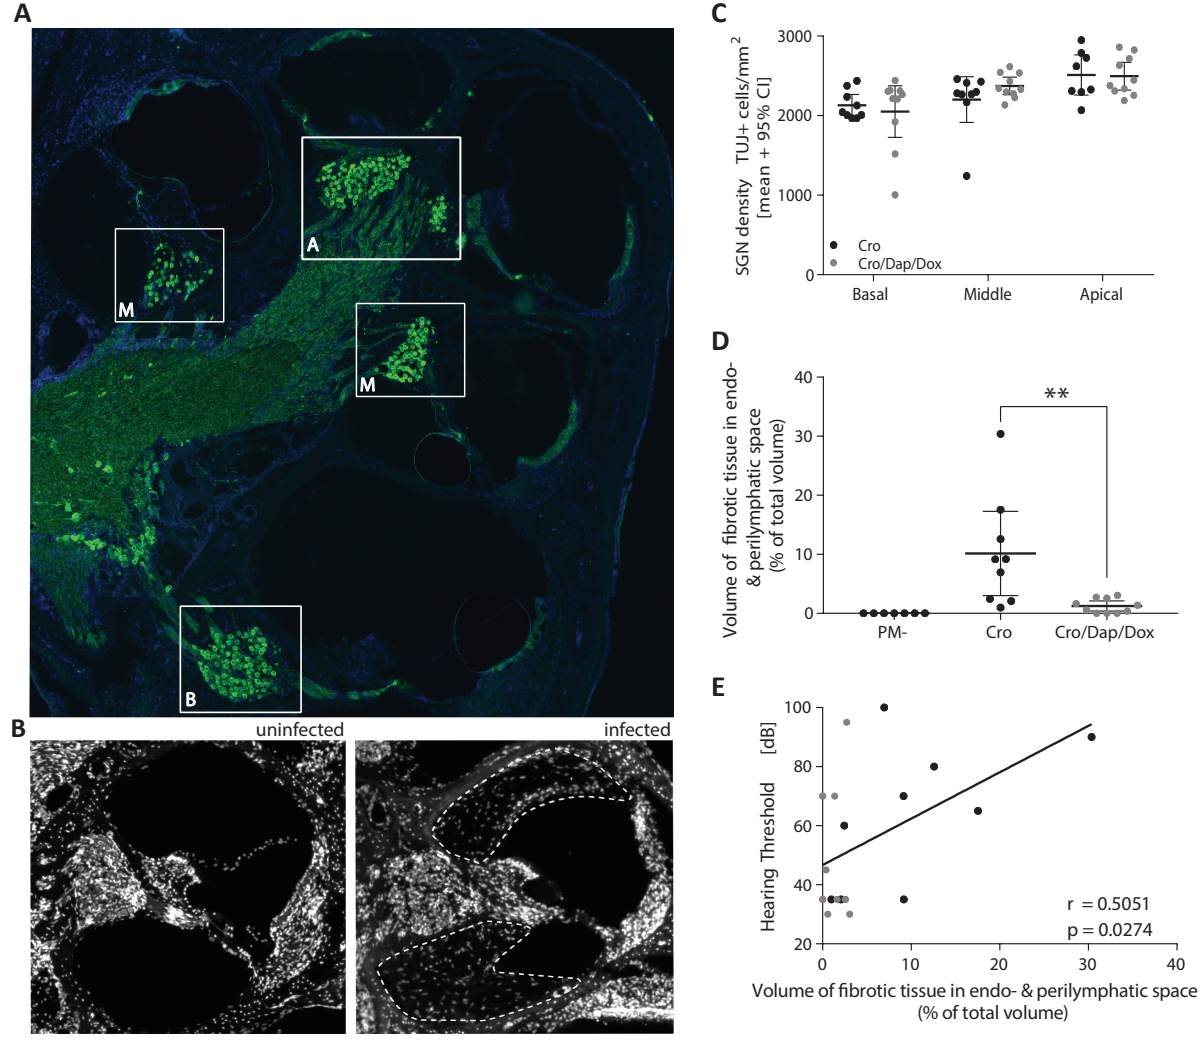 A
A
M
M
B
B
uninfected
infected
C
SGN density TUJ+ cells/mm2
[mean + 95% CI]
3000
2000
1000
0
Cro
Cro/Dap/Dox
Basal
Middle
Apical
D
Volume of fibrotic tissue in endo-
& perilymphatic space
(% of total volume)
40
30
20
10
0
**
PM-
Cro
Cro/Dap/Dox
E
Hearing Threshold [dB]
100
80
60
40
20
r = 0.5051
p = 0.0274
0
10
20
30
40
Volume of fibrotic tissue in endo- & perilymphatic space
(% of total volume)